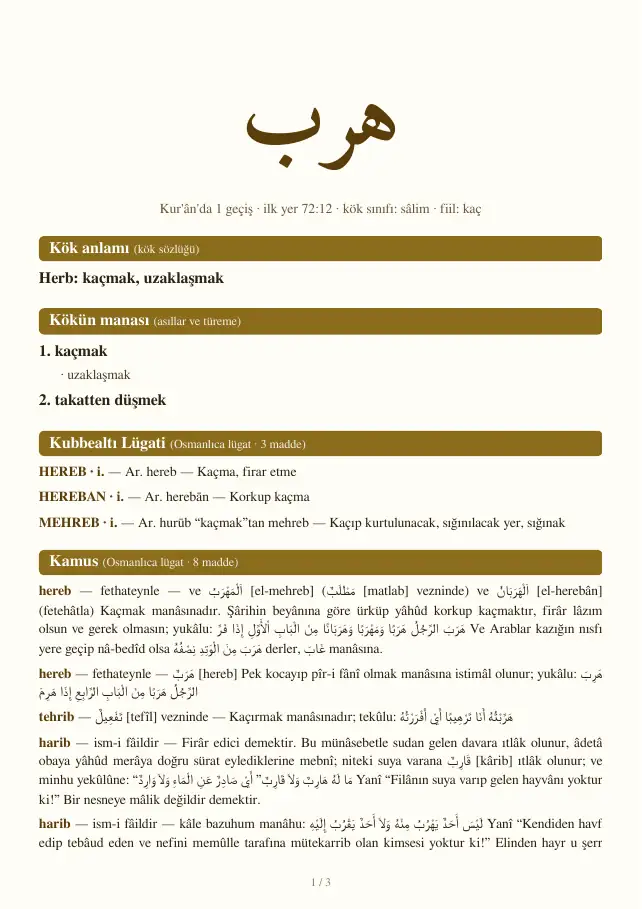 هرب
Kur'ân'da 1 geçiş · ilk yer 72:12 · kök sınıfı: sâlim · fiil: kaç
Kök anlamı (kök sözlüğü)
Herb: kaçmak, uzaklaşmak
Kökün manası (asıllar ve türeme)
1. kaçmak
· uzaklaşmak
2. takatten düşmek
Kubbealtı Lügati (Osmanlıca lügat · 3 madde)
HEREB · i. — Ar. hereb — Kaçma, firar etme
HEREBAN · i. — Ar. herebān — Korkup kaçma
MEHREB · i. — Ar. hurūb “kaçmak”tan mehreb — Kaçıp kurtulunacak, sığınılacak yer, sığınak
Kamus (Osmanlıca lügat · 8 madde)
hereb — fethateynle — ve اَلْمَهْرَبُ [el-mehreb] (مَطْلَبٌ [matlab] vezninde) ve اَلْهَرَبَانُ [el-herebân]
(fetehâtla) Kaçmak manâsınadır. Şârihin beyânına göre ürküp yâhûd korkup kaçmaktır, firâr lâzım
olsun ve gerek olmasın; yukâlu: هَرَبَ الرَّجُلُ هَرَبًا وَمَهْرَبًا وَهَرَبَانًا مِنَ الْبَابِ اْلأَوَّلِ إِذَا فَرَّ Ve Arablar kazığın nısfı
yere geçip nâ-bedîd olsa هَرَبَ مِنَ الْوَتِدِ نِصْفُهُ derler, غَابَ manâsına.
hereb — fethateynle — هَرَبٌ [hereb] Pek kocayıp pîr-i fânî olmak manâsına istimâl olunur; yukâlu: هَرِبَ
الرَّجُلُ هَرَبًا مِنَ الْبَابِ الرَّابِعِ إِذَا هَرِمَ
tehrib — تَفْعِيلٌ [tefîl] vezninde — Kaçırmak manâsınadır; tekûlu: هَرَّبْتُهُ أَنَا تَهْرِيبًا أَيْ أَفْرَرْتُهُ
harib — ism-i fâildir — Firâr edici demektir. Bu münâsebetle sudan gelen davara ıtlâk olunur, âdetâ
obaya yâhûd merâya doğru sürat eylediklerine mebnî; niteki suya varana قَارِبٌ [kârib] ıtlâk olunur; ve
minhu yekûlûne: “مَا لَهُ هَارِبٌ وَلاَ قَارِبٌ” أَيْ صَادِرٌ عَنِ الْمَاءِ وَلاَ وَارِدٌ” Yanî “Filânın suya varıp gelen hayvânı yoktur
ki!” Bir nesneye mâlik değildir demektir.
harib — ism-i fâildir — kâle bazuhum manâhu: لَيْسَ أَحَدٌ يَهْرُبُ مِنْهُ وَلاَ أَحَدٌ يَقْرُبُ إِلَيْهِ Yanî “Kendiden havf
edip tebâud eden ve nefini memûlle tarafına mütekarrib olan kimsesi yoktur ki!” Elinden hayr u şerr
1 / 3